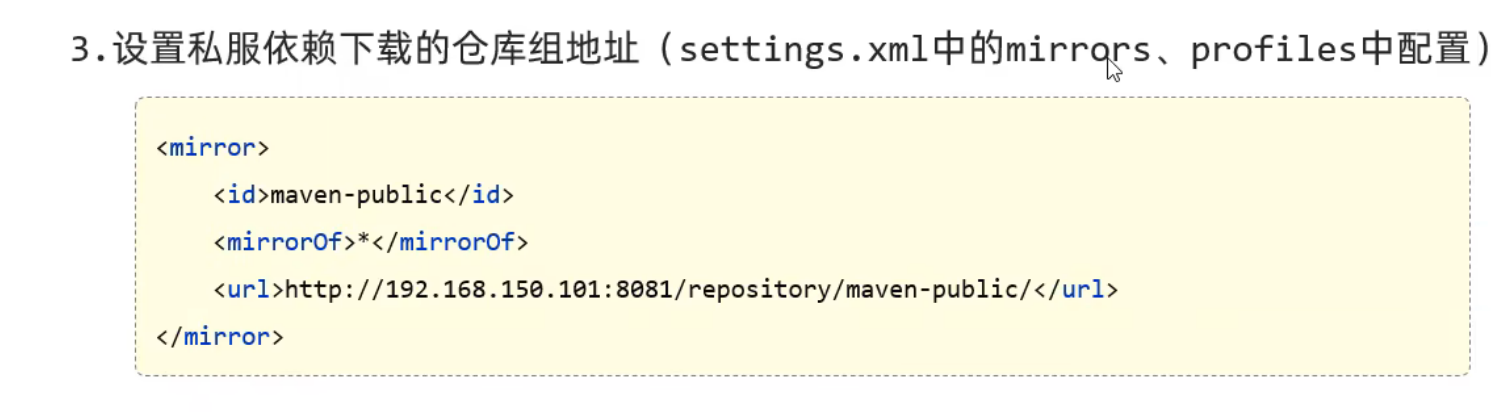 3.设置私服依赖下载的仓库组地址（settings.xml中的mirrors、profiles中配置）
<mirror>
<id>maven-public</id>
<mirrorOf>*</mirrorOf>
<url>http://192.168.150.101:8081/repository/maven-public/</url>
</mirror>